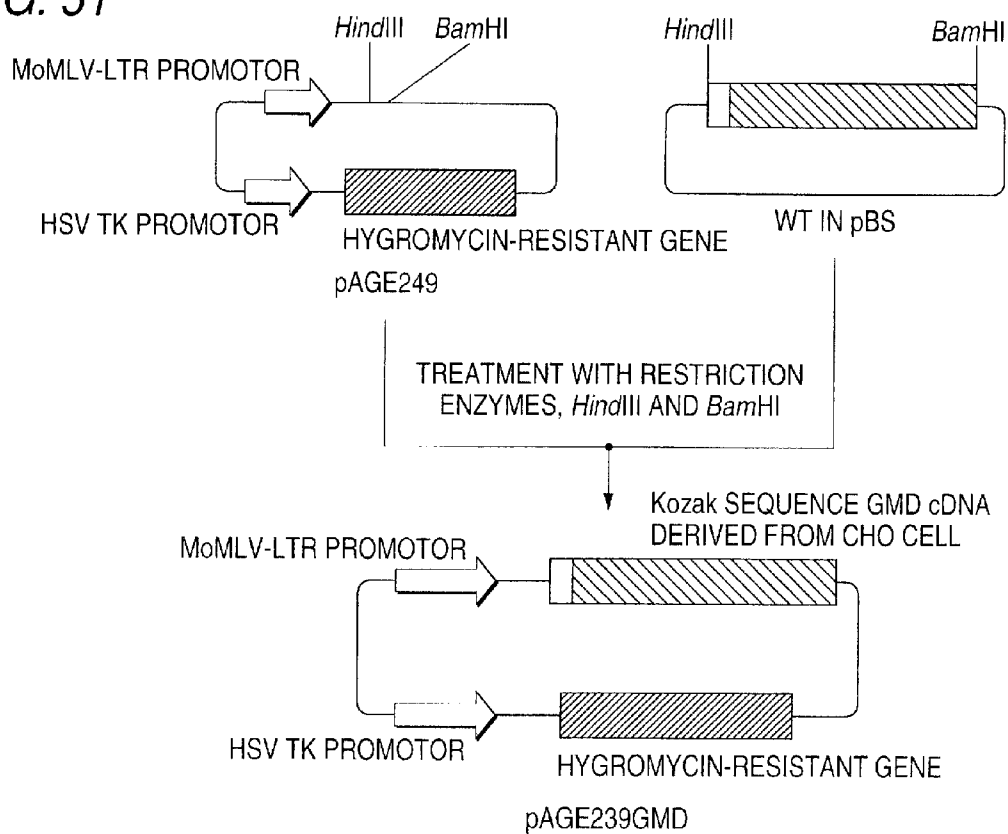 G. 31
HindIII BamHI HindIII BamHI
MoMLV-LTR PROMOTOR
HSV TK PROMOTOR
HYGROMYCIN-RESISTANT GENE
pAGE249
WT IN pBS
TREATMENT WITH RESTRICTION
ENZYMES, HindIII AND BamHI
Kozak SEQUENCE GMD cDNA
DERIVED FROM CHO CELL
MoMLV-LTR PROMOTOR
HSV TK PROMOTOR
HYGROMYCIN-RESISTANT GENE
pAGE239GMD